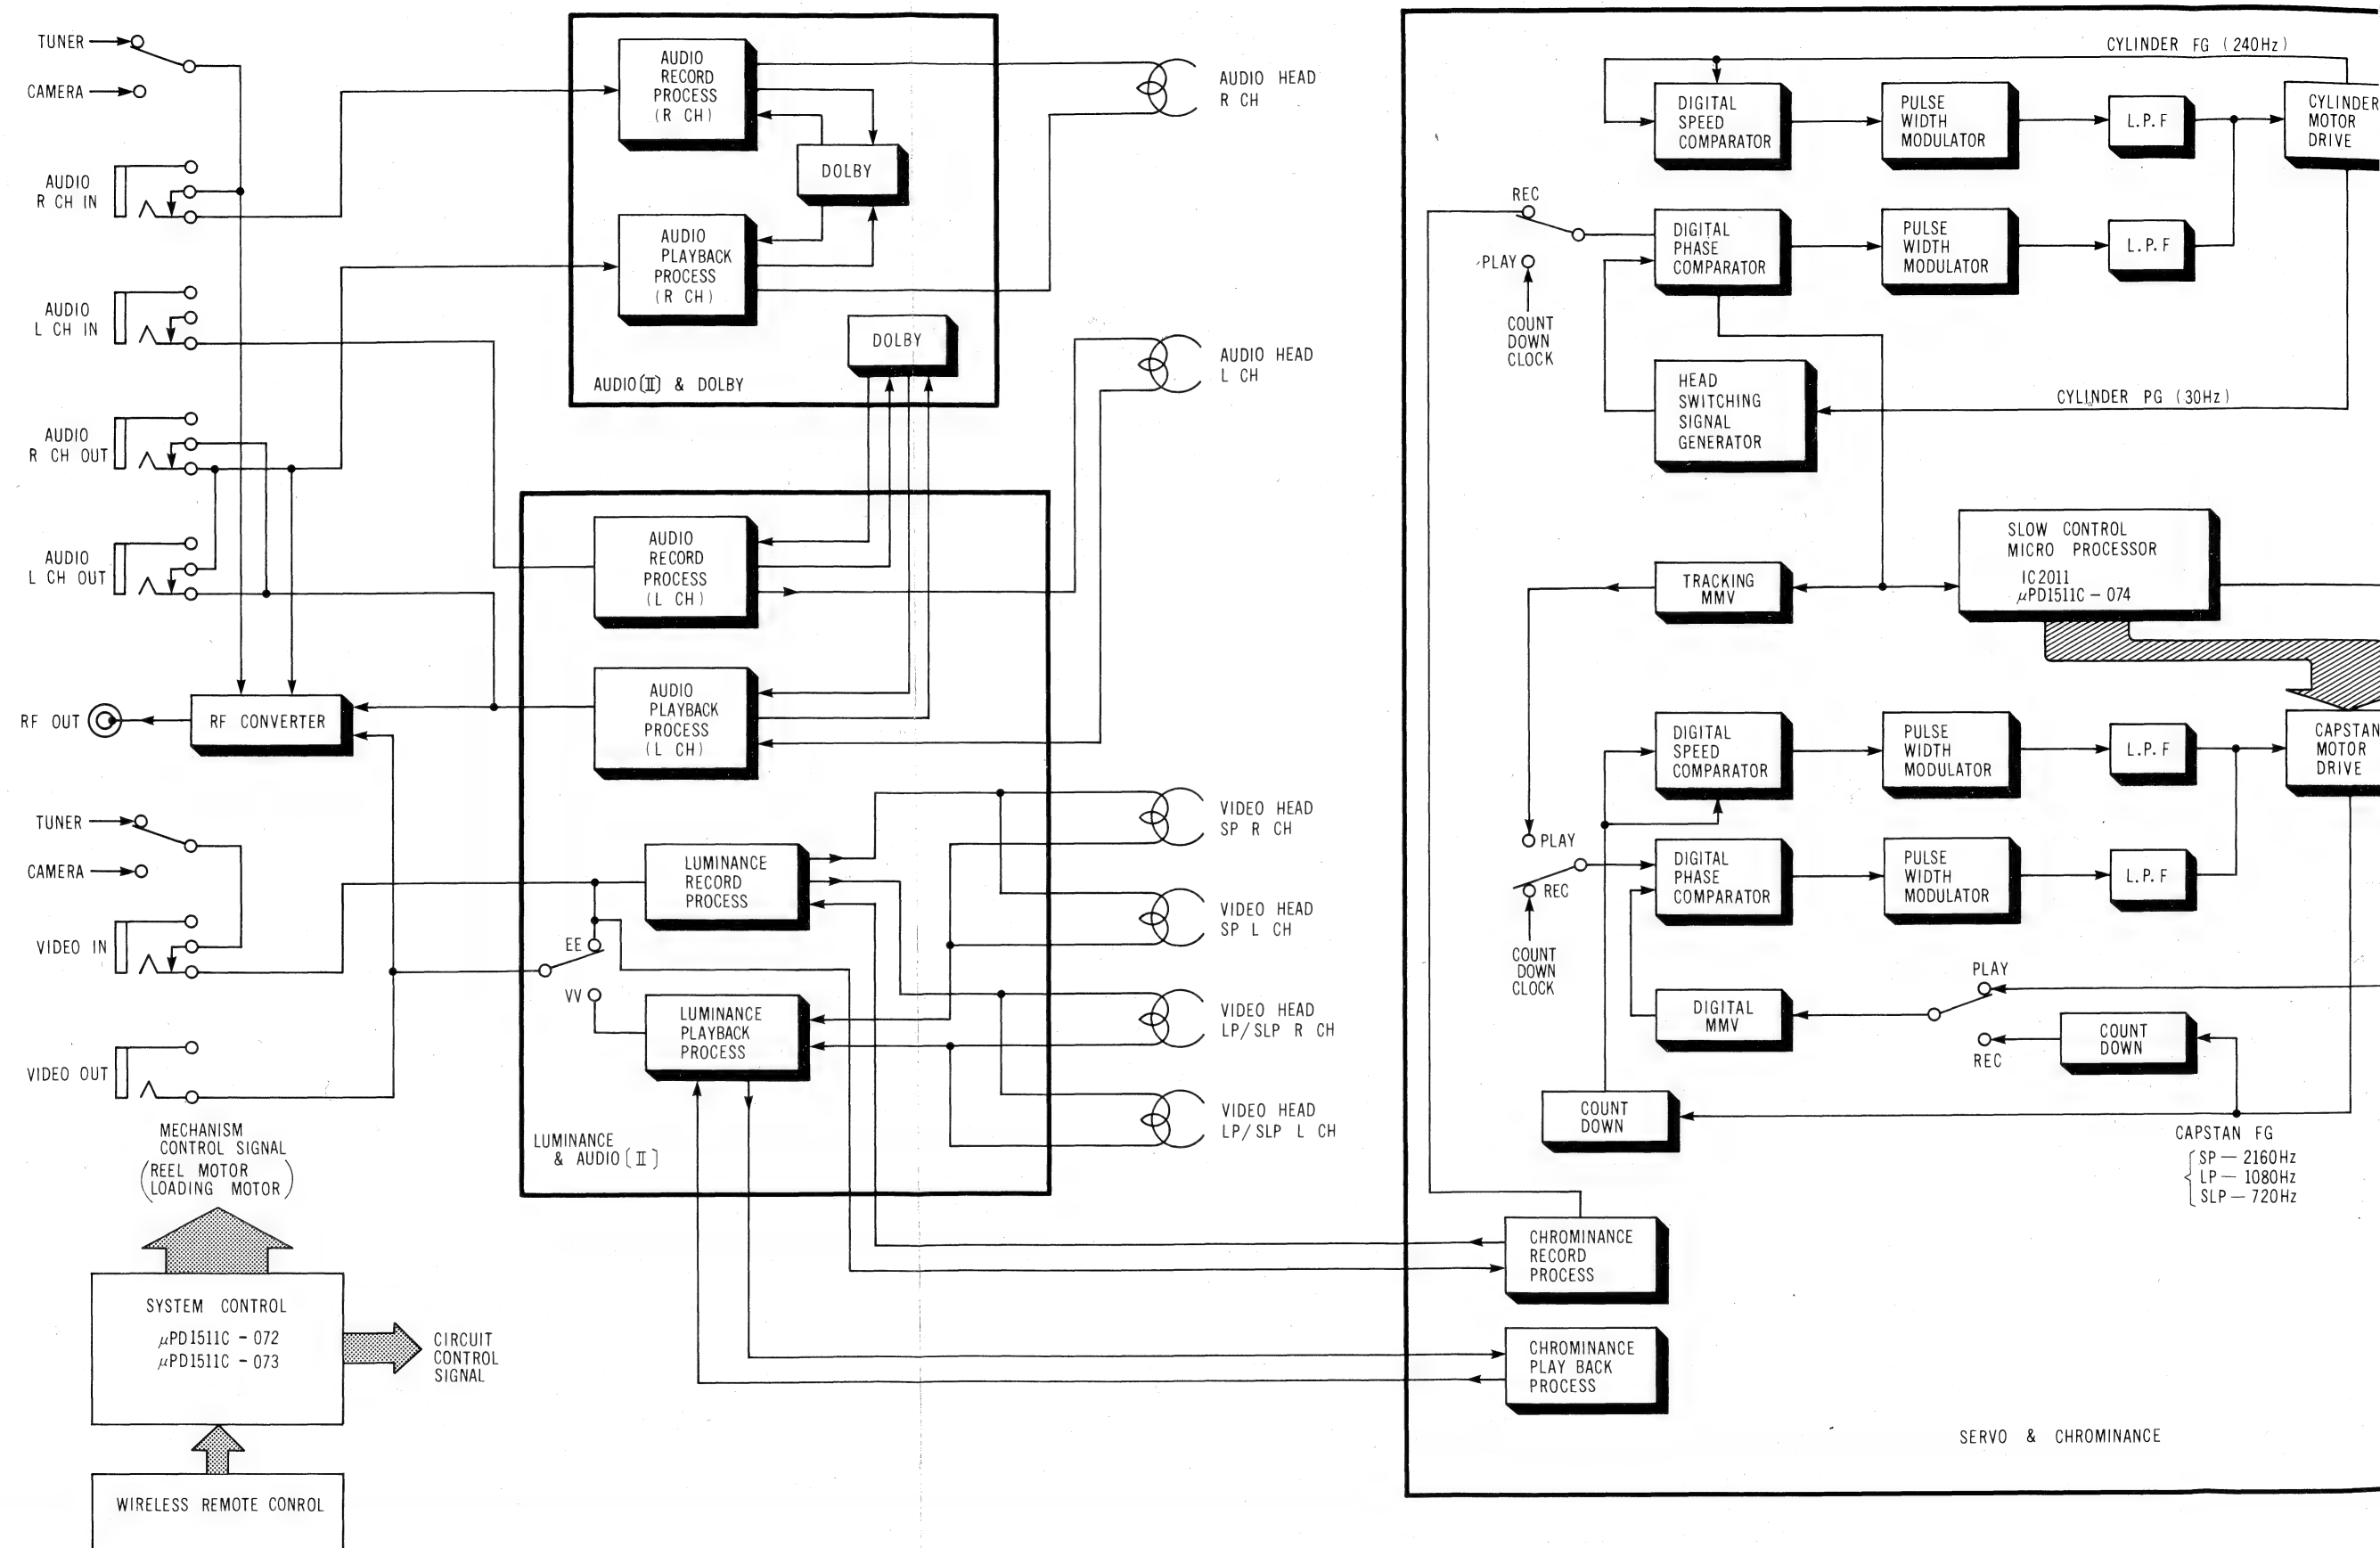 TUNER
CAMERA
AUDIO
R CH IN
AUDIO
L CH IN
AUDIO
R CH OUT
AUDIO
L CH OUT
RF OUT
RF CONVERTER
TUNER
CAMERA
VIDEO IN
VIDEO OUT
MECHANISM
CONTROL SIGNAL
(REEL MOTOR
LOADING MOTOR)
SYSTEM CONTROL
μPD1511C - 072
μPD1511C - 073
CIRCUIT
CONTROL
SIGNAL
WIRELESS REMOTE CONROL
AUDIO
RECORD
PROCESS
(R CH)
DOLBY
AUDIO
PLAYBACK
PROCESS
(R CH)
DOLBY
AUDIO(II) & DOLBY
AUDIO HEAD
R CH
AUDIO HEAD
L CH
AUDIO
RECORD
PROCESS
(L CH)
AUDIO
PLAYBACK
PROCESS
(L CH)
LUMINANCE
RECORD
PROCESS
EE
VV
LUMINANCE
PLAYBACK
PROCESS
LUMINANCE
& AUDIO(II)
VIDEO HEAD
SP R CH
VIDEO HEAD
SP L CH
VIDEO HEAD
LP/SLP R CH
VIDEO HEAD
LP/SLP L CH
CYLINDER FG (240Hz)
DIGITAL
SPEED
COMPARATOR
PULSE
WIDTH
MODULATOR
L.P.F
CYLINDER
MOTOR
DRIVE
REC
PLAY
COUNT
DOWN
CLOCK
DIGITAL
PHASE
COMPARATOR
PULSE
WIDTH
MODULATOR
L.P.F
HEAD
SWITCHING
SIGNAL
GENERATOR
CYLINDER PG (30Hz)
SLOW CONTROL
MICRO PROCESSOR
IC2011
μPD1511C - 074
TRACKING
MMV
DIGITAL
SPEED
COMPARATOR
PULSE
WIDTH
MODULATOR
L.P.F
CAPSTAN
MOTOR
DRIVE
PLAY
REC
COUNT
DOWN
CLOCK
DIGITAL
PHASE
COMPARATOR
PULSE
WIDTH
MODULATOR
L.P.F
DIGITAL
MMV
PLAY
REC
COUNT
DOWN
COUNT
DOWN
CAPSTAN FG
SP — 2160Hz
LP — 1080Hz
SLP — 720Hz
CHROMINANCE
RECORD
PROCESS
CHROMINANCE
PLAY BACK
PROCESS
SERVO & CHROMINANCE